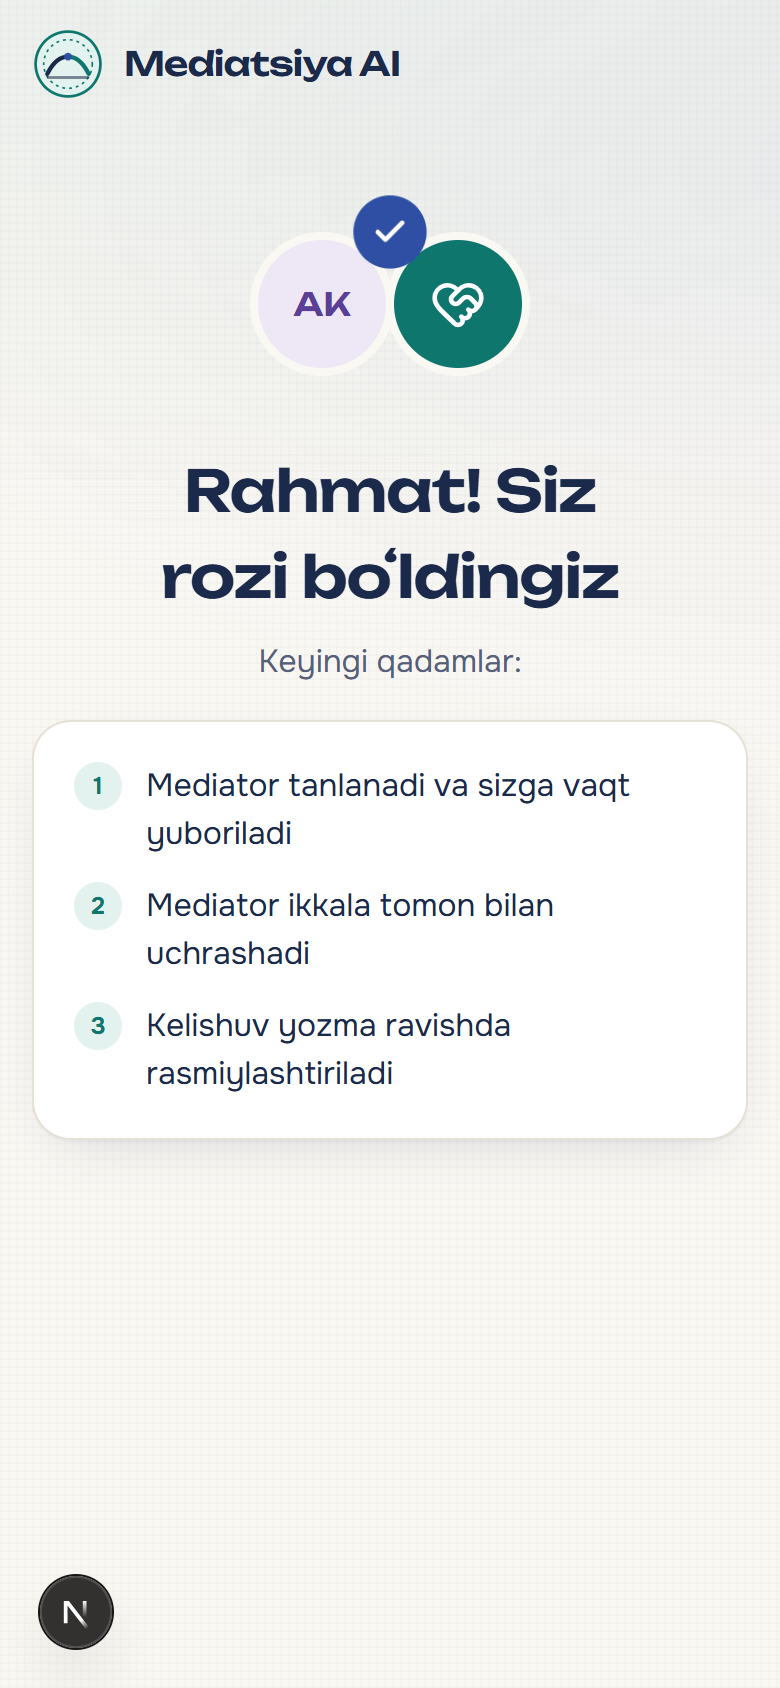 Mediatsiya AI
AK
Rahmat! Siz
rozi boʻldingiz
Keyingi qadamlar:
1 Mediator tanlanadi va sizga vaqt
yuboriladi
2 Mediator ikkala tomon bilan
uchrashadi
3 Kelishuv yozma ravishda
rasmiylashtiriladi
N